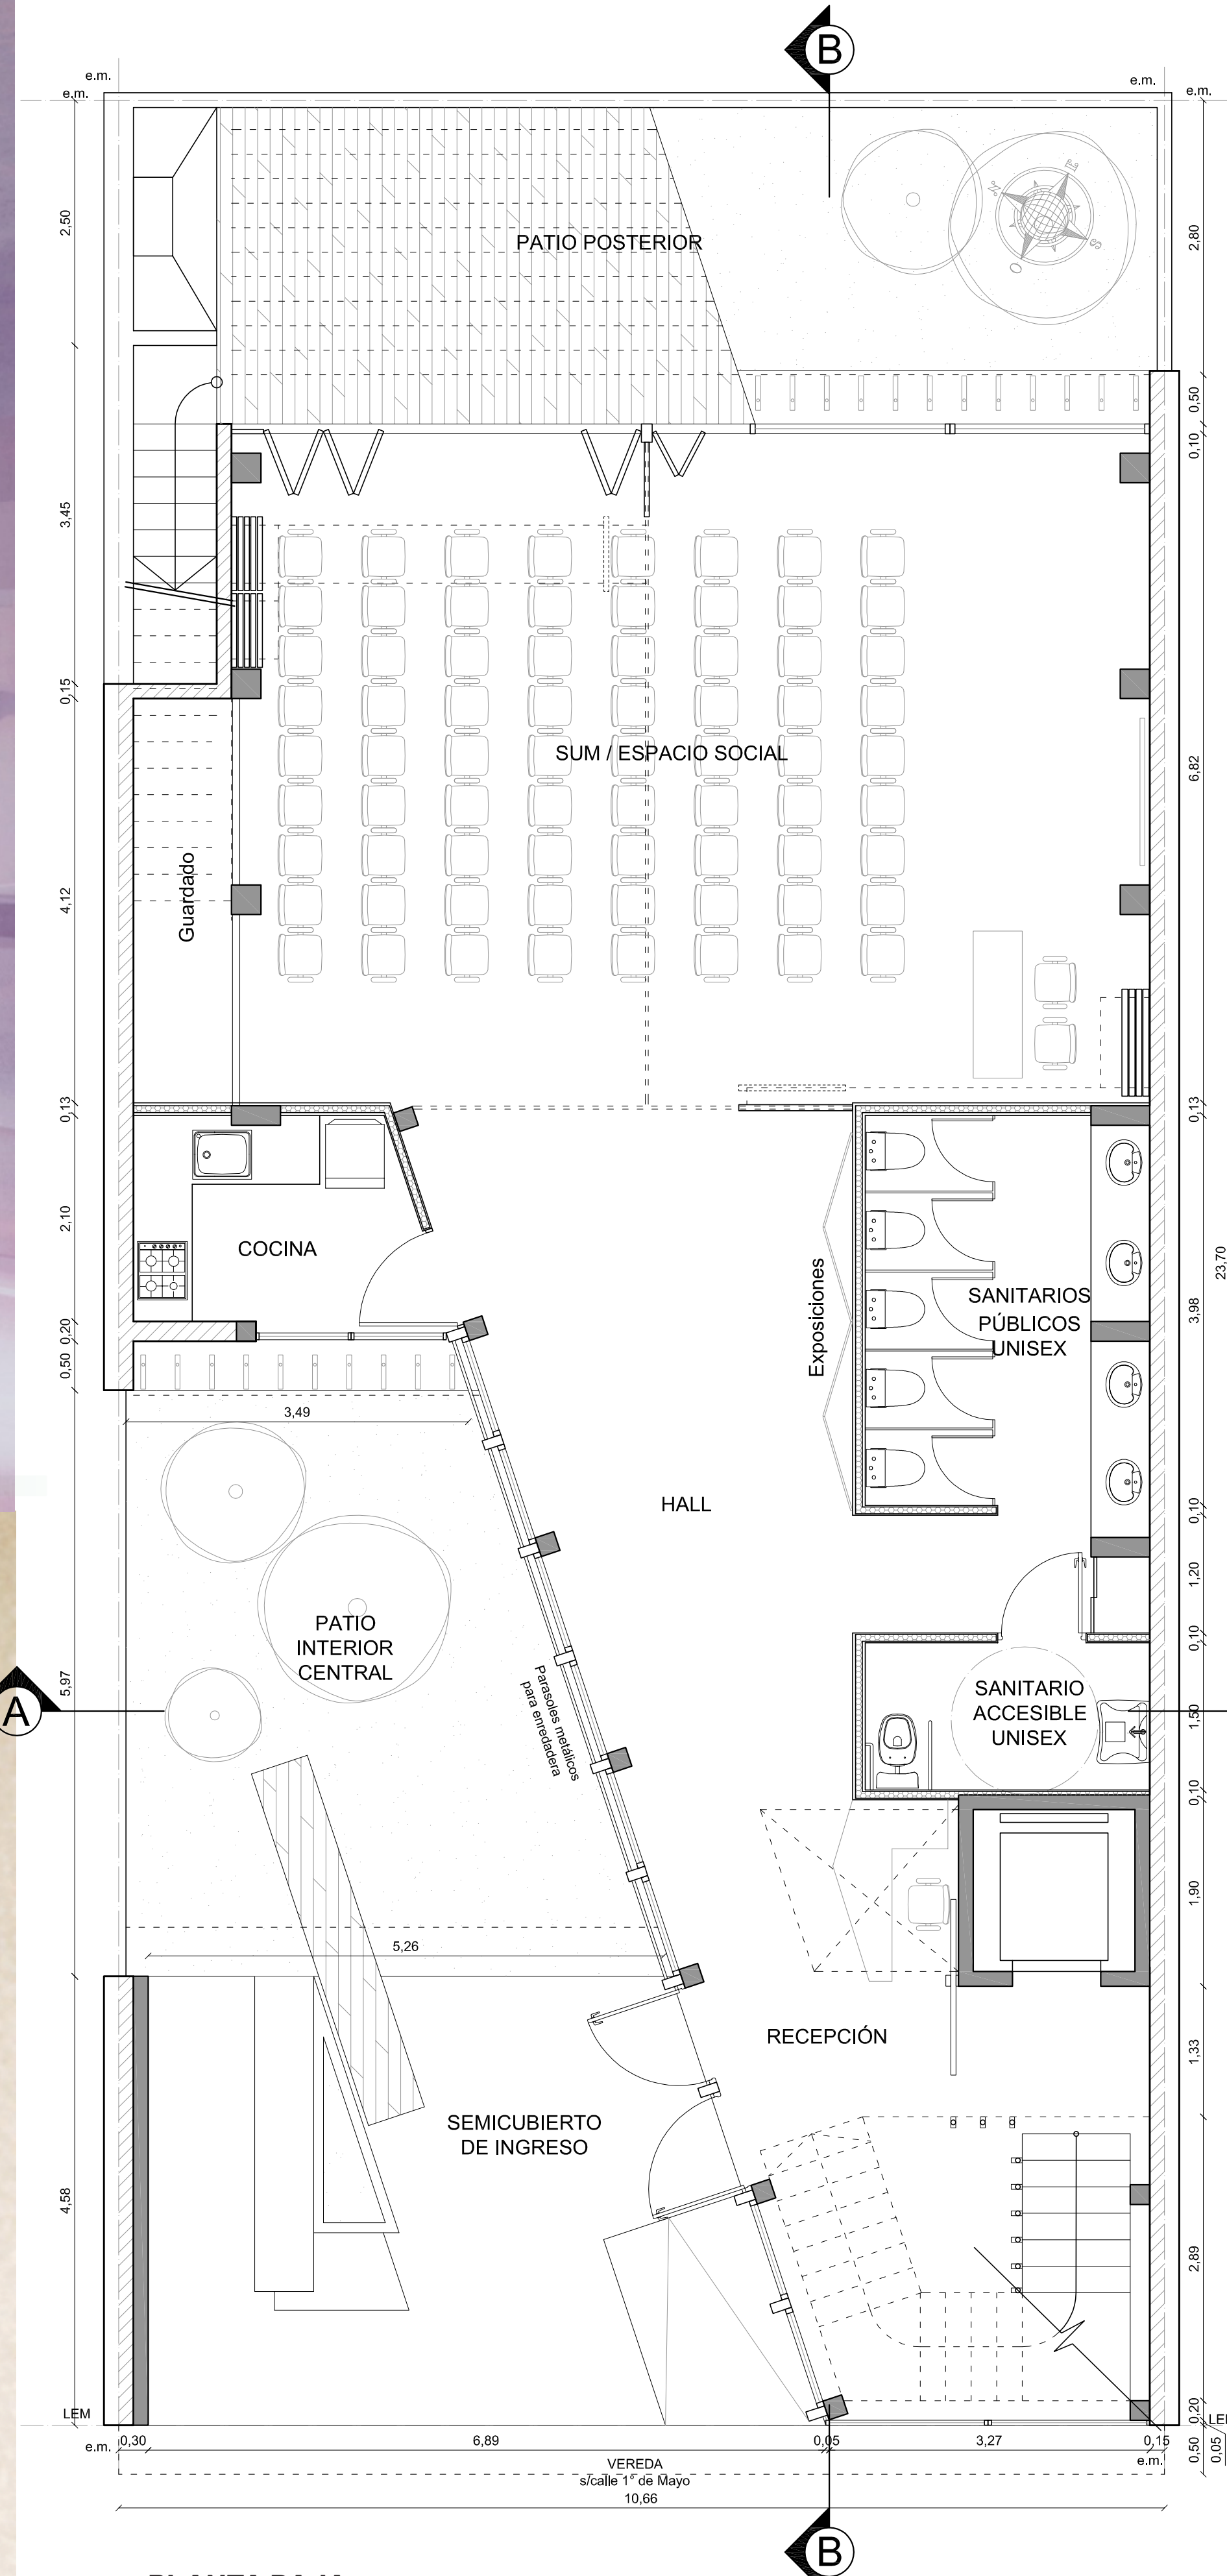 B
e.m.
e.m.
e.m.
e.m.
2,50
2,80
PATIO POSTERIOR
N
E
S
O
0,50
0,10
3,45
0,15
SUM / ESPACIO SOCIAL
6,82
Guardado
4,12
0,13
0,13
2,10
COCINA
Exposiciones
SANITARIOS
PÚBLICOS
UNISEX
3,98
23,70
0,20
0,50
3,49
HALL
0,10
1,20
0,10
PATIO
INTERIOR
CENTRAL
Parasoles metálicos
para enredadera
SANITARIO
ACCESIBLE
UNISEX
A
5,97
1,50
0,10
1,90
5,26
RECEPCIÓN
1,33
SEMICUBIERTO
DE INGRESO
4,58
2,89
LEM
0,20
e.m.
0,30
6,89
0,05
3,27
0,15
e.m.
0,50
0,05
VEREDA
s/calle 1° de Mayo
10,66
B